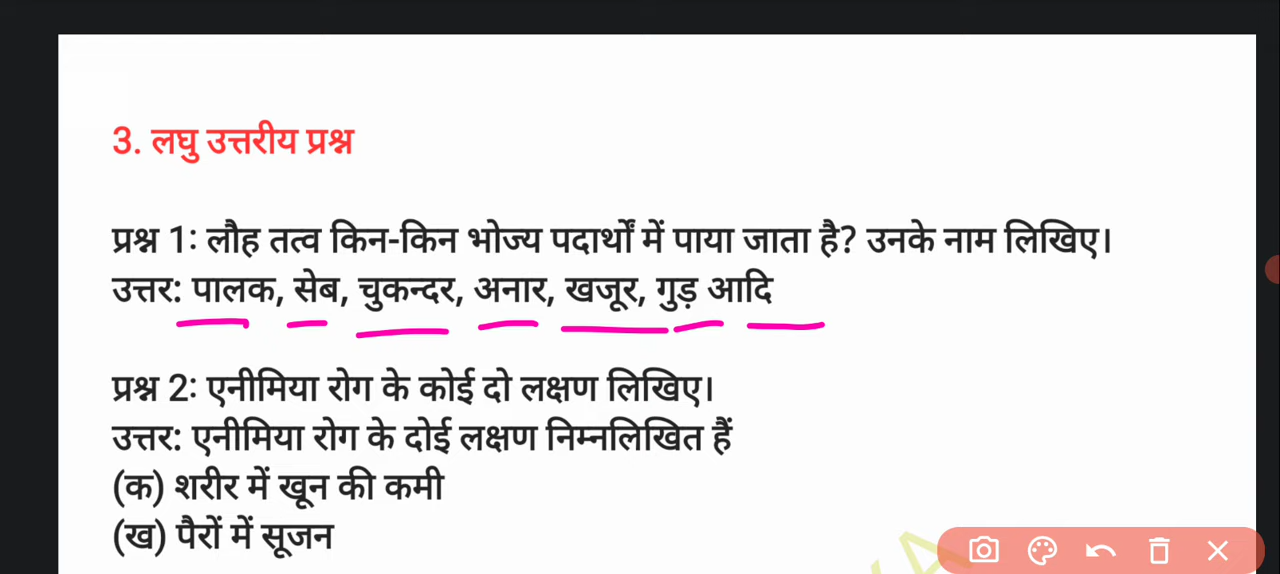 3. लघु उत्तरीय प्रश्न
प्रश्न 1: लौह तत्व किन-किन भोज्य पदार्थों में पाया जाता है? उनके नाम लिखिए।
उत्तर: पालक, सेब, चुकन्दर, अनार, खजूर, गुड़ आदि
प्रश्न 2: एनीमिया रोग के कोई दो लक्षण लिखिए।
उत्तर: एनीमिया रोग के दोई लक्षण निम्नलिखित हैं
(क) शरीर में खून की कमी
(ख) पैरों में सूजन